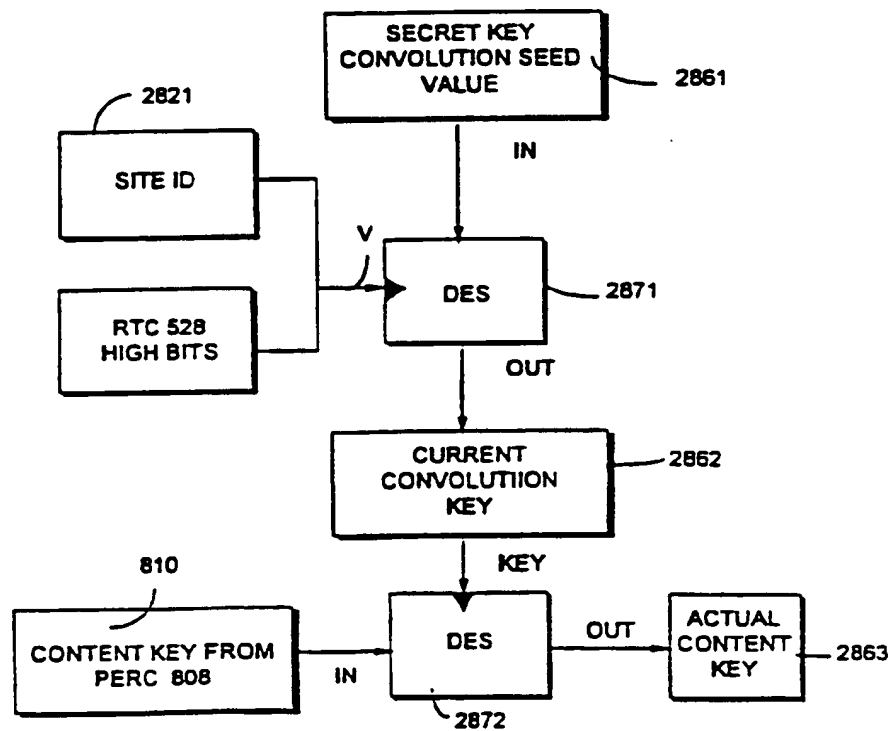 SECRET KEY
CONVOLUTION SEED
VALUE
2861
2821
IN
SITE ID
V
DES
2871
RTC 528
HIGH BITS
OUT
CURRENT
CONVOLUTIION
KEY
2862
810
KEY
CONTENT KEY FROM
PERC 808
IN
DES
OUT
ACTUAL
CONTENT
KEY
2863
2872